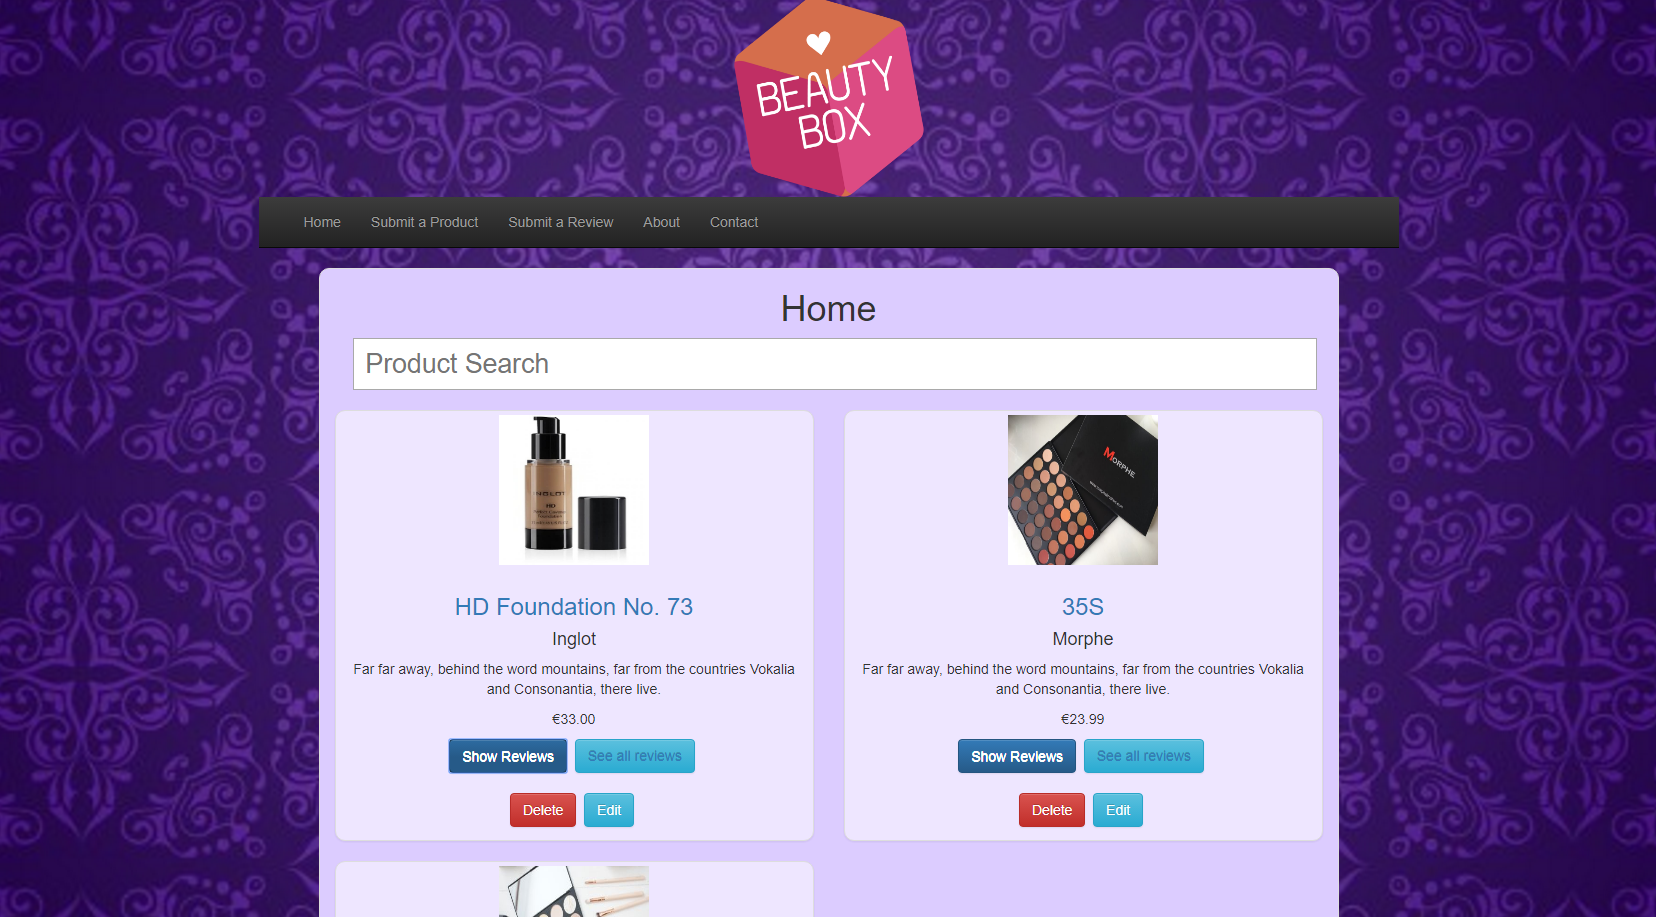 BEAUTY
BOX
Home Submit a Product Submit a Review About Contact
Home
Product Search
INGLOT
HD
MORPHE
HD Foundation No. 73
35S
Inglot
Morphe
Far far away, behind the word mountains, far from the countries Vokalia
and Consonantia, there live.
Far far away, behind the word mountains, far from the countries Vokalia
and Consonantia, there live.
€33.00
€23.99
Show Reviews See all reviews
Show Reviews See all reviews
Delete Edit
Delete Edit